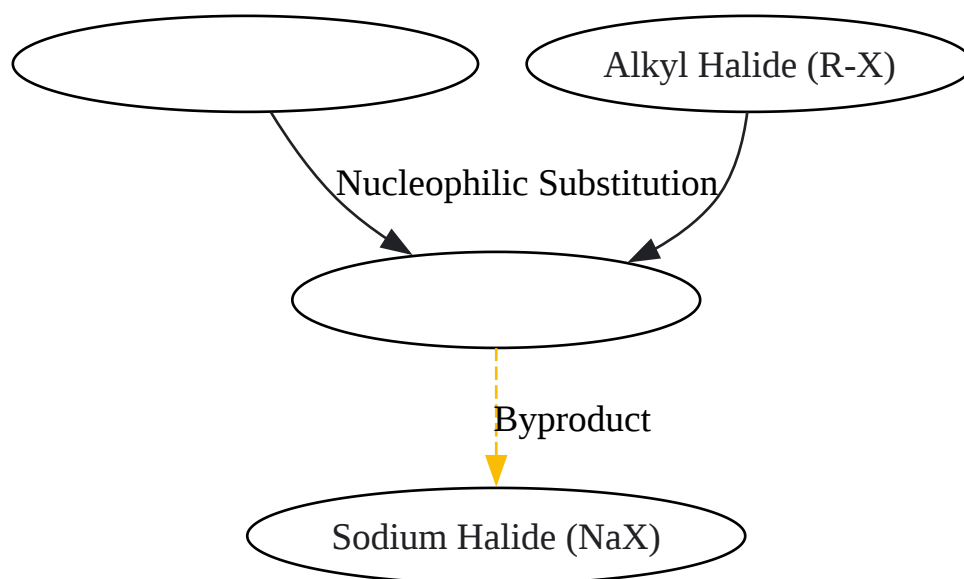 Alkyl Halide (R-X)
Nucleophilic Substitution
Byproduct
Sodium Halide (NaX)